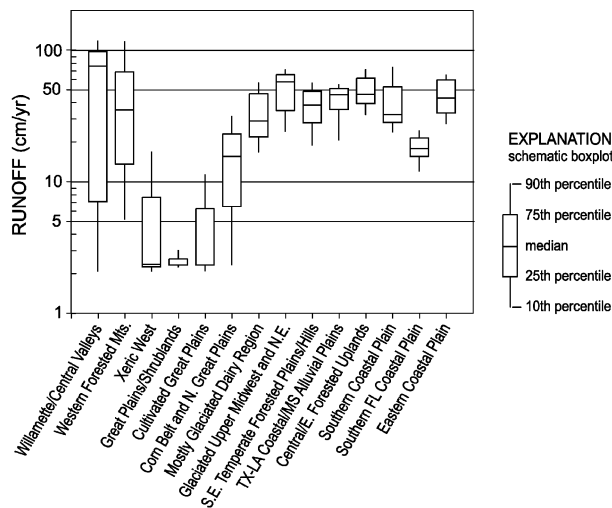 RUNOFF (cm/yr)
100
50
10
5
1
Willamette/Central Valleys
Western Forested Mts.
Xeric West
Great Plains/Shrublands
Cultivated Great Plains
Corn Belt and N. Great Plains
Mostly Glaciated Dairy Region
Glaciated Upper Midwest and N.E.
S.E. Temperate Forested Plains/Hills
TX-LA Coastal/MS Alluvial Plains
Central/E. Forested Uplands
Southern Coastal Plain
Southern FL Coastal Plain
Eastern Coastal Plain
EXPLANATION
schematic boxplot
90th percentile
75th percentile
median
25th percentile
10th percentile